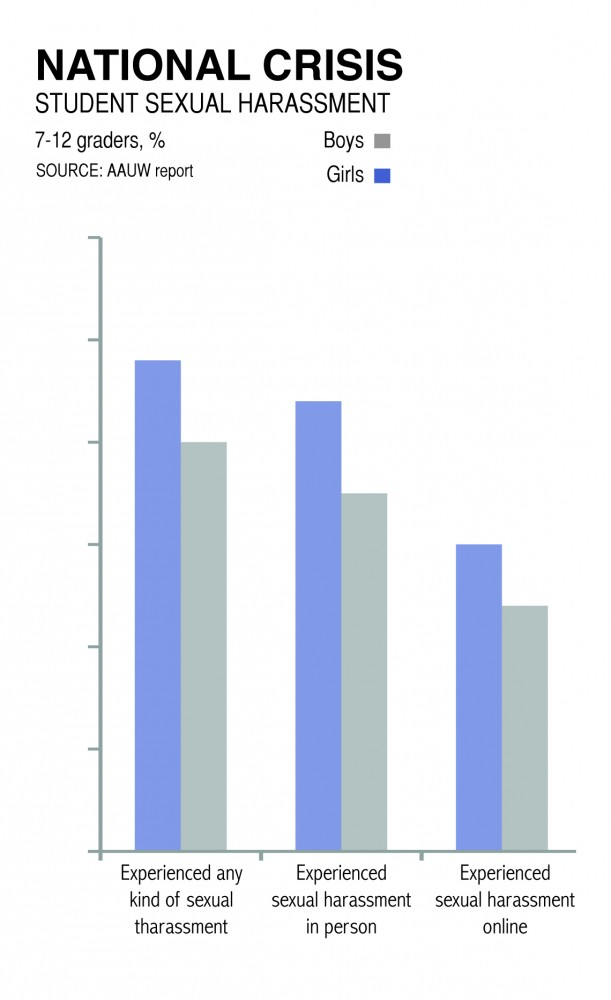 NATIONAL CRISIS
STUDENT SEXUAL HARASSMENT
7-12 graders, %
SOURCE: AAUW report
Boys
Girls
Experienced any
kind of sexual
tharassment
Experienced
sexual harassment
in person
Experienced
sexual harassment
online